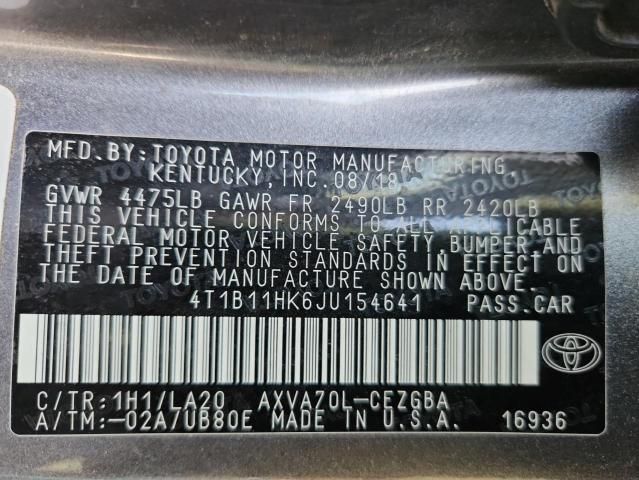 MFD. BY: TOYOTA MOTOR MANUFACTURING
KENTUCKY, INC. 08/18
GVWR 4475LB GAWR FR 2490LB RR 2420LB
THIS VEHICLE CONFORMS TO ALL APPLICABLE
FEDERAL MOTOR VEHICLE SAFETY, BUMPER AND
THEFT PREVENTION STANDARDS IN EFFECT ON
THE DATE OF MANUFACTURE SHOWN ABOVE.
4T1B11HK6JU154641 PASS.CAR
C/TR:1H1/LA20 AXVA70L-CEZGBA
A/TM:-02A/UB80E MADE IN U.S.A. 16936